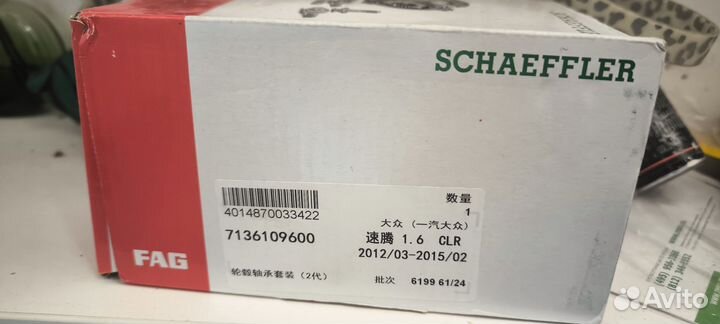 SCHAEFFLER
数量
4014870033422
1
大众 (一汽大众)
7136109600
速腾 1.6 CLR
2012/03-2015/02
FAG
轮毂轴承套装 (2代)
批次 6199 61/24
Avito